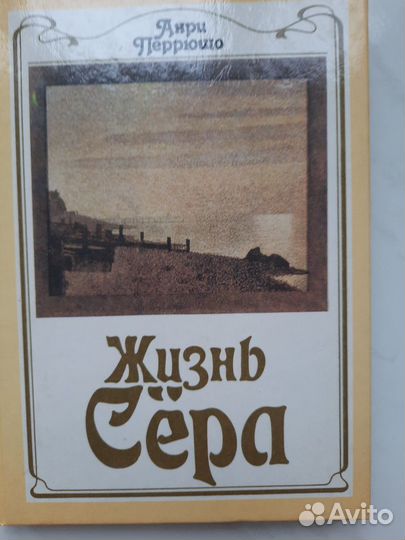 Анри
Перрюшо
Жизнь
Сёра
Avito